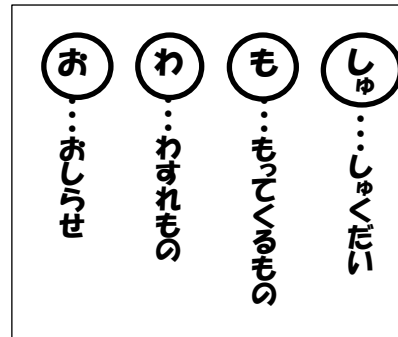 しゅ…しゅくだい
も…もってくるもの
わ…わすれもの
お…おしらせ